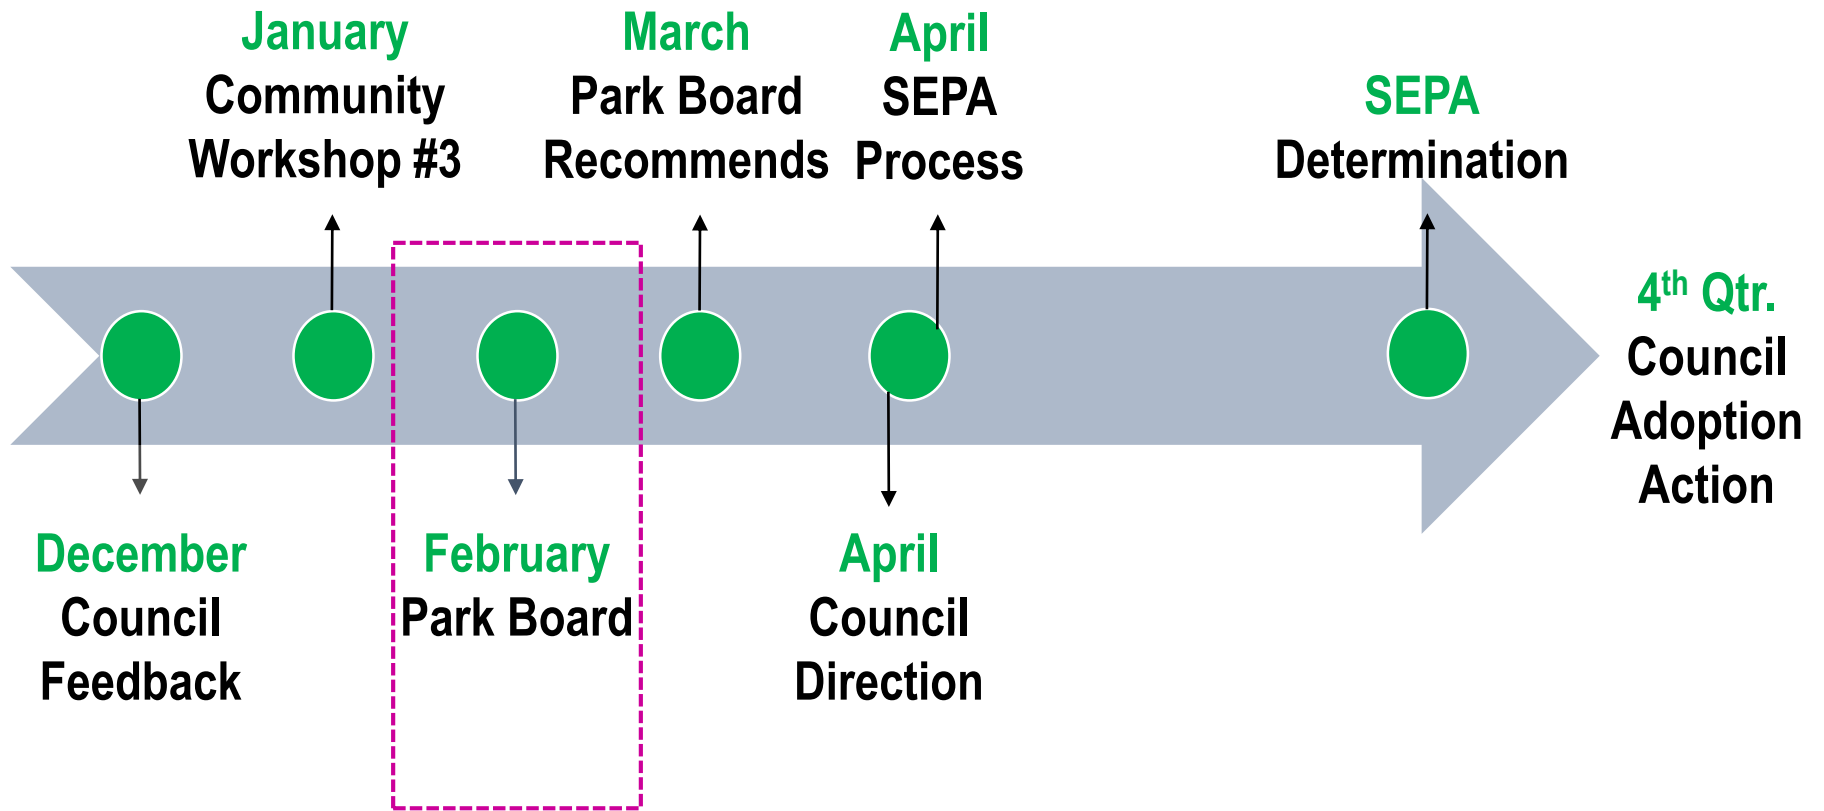 January
Community
Workshop #3
March
Park Board
Recommends
April
SEPA
Process
SEPA
Determination
4th Qtr.
Council
Adoption
Action
December
Council
Feedback
February
Park Board
April
Council
Direction